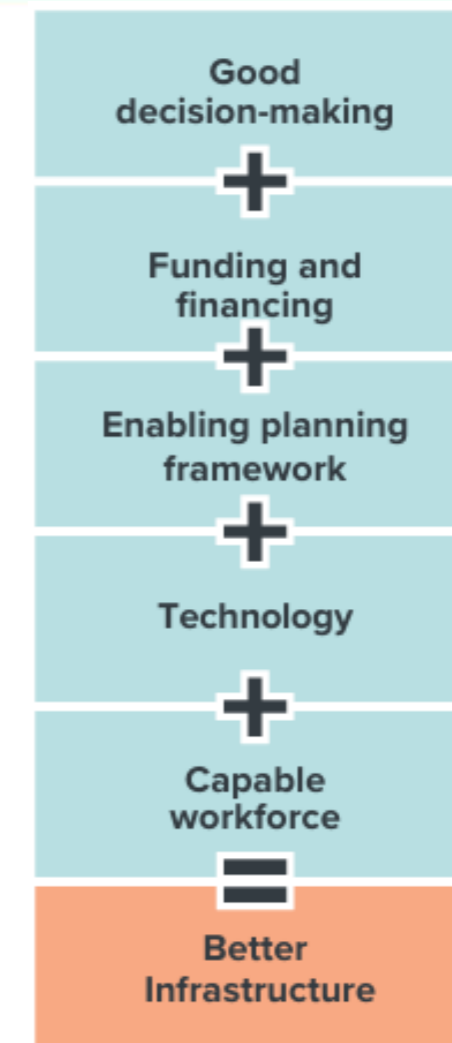 Good
decision-making
+
Funding and
financing
+
Enabling planning
framework
+
Technology
+
Capable
workforce
=
Better
Infrastructure